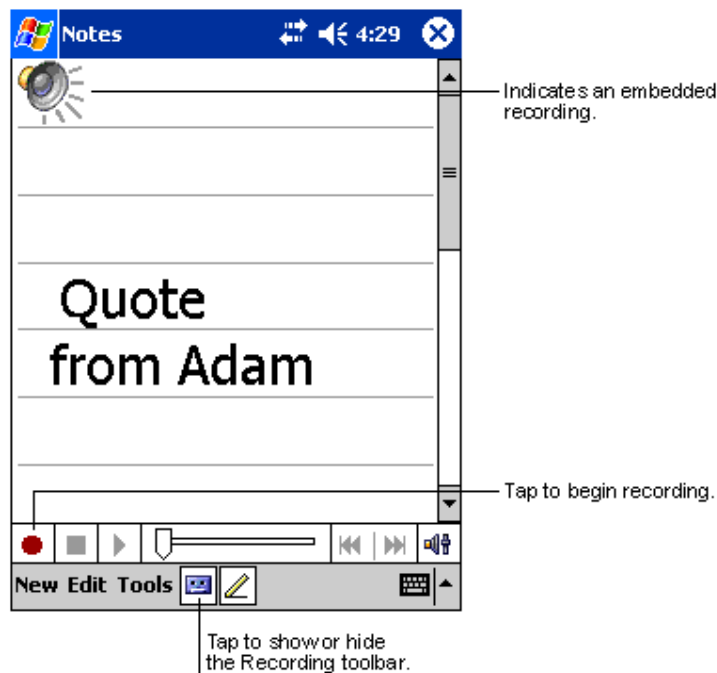 Notes 4:29
Indicates an embedded
recording.
Quote
from Adam
Tap to begin recording.
New Edit Tools
Tap to show or hide
the Recording toolbar.